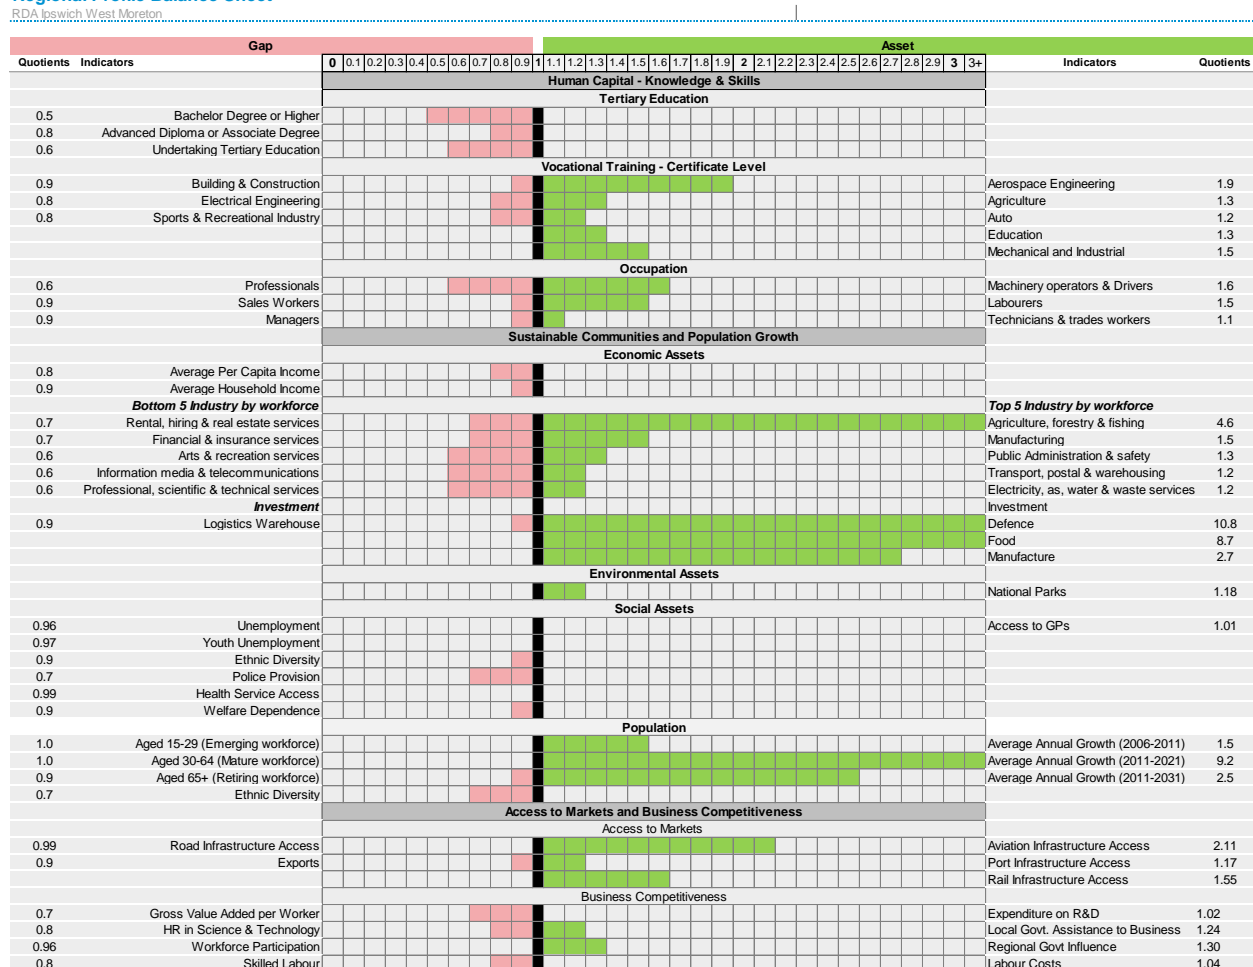 Regional Profile Balance Sheet
RDA Ipswich West Moreton
Gap Asset
Quotients Indicators 0 0.1 0.2 0.3 0.4 0.5 0.6 0.7 0.8 0.9 1 1.1 1.2 1.3 1.4 1.5 1.6 1.7 1.8 1.9 2 2.1 2.2 2.3 2.4 2.5 2.6 2.7 2.8 2.9 3 3+ Indicators Quotients
Human Capital - Knowledge & Skills
Tertiary Education
0.5 Bachelor Degree or Higher
0.8 Advanced Diploma or Associate Degree
0.6 Undertaking Tertiary Education
Vocational Training - Certificate Level
0.9 Building & Construction Aerospace Engineering 1.9
0.8 Electrical Engineering Agriculture 1.3
0.8 Sports & Recreational Industry Auto 1.2
Education 1.3
Mechanical and Industrial 1.5
Occupation
0.6 Professionals Machinery operators & Drivers 1.6
0.9 Sales Workers Labourers 1.5
0.9 Managers Technicians & trades workers 1.1
Sustainable Communities and Population Growth
Economic Assets
0.8 Average Per Capita Income
0.9 Average Household Income
Bottom 5 Industry by workforce Top 5 Industry by workforce
0.7 Rental, hiring & real estate services Agriculture, forestry & fishing 4.6
0.7 Financial & insurance services Manufacturing 1.5
0.6 Arts & recreation services Public Administration & safety 1.3
0.6 Information media & telecommunications Transport, postal & warehousing 1.2
0.6 Professional, scientific & technical services Electricity, as, water & waste services 1.2
Investment Investment
0.9 Logistics Warehouse Defence 10.8
Food 8.7
Manufacture 2.7
Environmental Assets
National Parks 1.18
Social Assets
0.96 Unemployment Access to GPs 1.01
0.97 Youth Unemployment
0.9 Ethnic Diversity
0.7 Police Provision
0.99 Health Service Access
0.9 Welfare Dependence
Population
1.0 Aged 15-29 (Emerging workforce) Average Annual Growth (2006-2011) 1.5
1.0 Aged 30-64 (Mature workforce) Average Annual Growth (2011-2021) 9.2
0.9 Aged 65+ (Retiring workforce) Average Annual Growth (2011-2031) 2.5
0.7 Ethnic Diversity
Access to Markets and Business Competitiveness
Access to Markets
0.99 Road Infrastructure Access Aviation Infrastructure Access 2.11
0.9 Exports Port Infrastructure Access 1.17
Rail Infrastructure Access 1.55
Business Competitiveness
0.7 Gross Value Added per Worker Expenditure on R&D 1.02
0.8 HR in Science & Technology Local Govt. Assistance to Business 1.24
0.96 Workforce Participation Regional Govt Influence 1.30
0.8 Skilled Labour Labour Costs 1.04